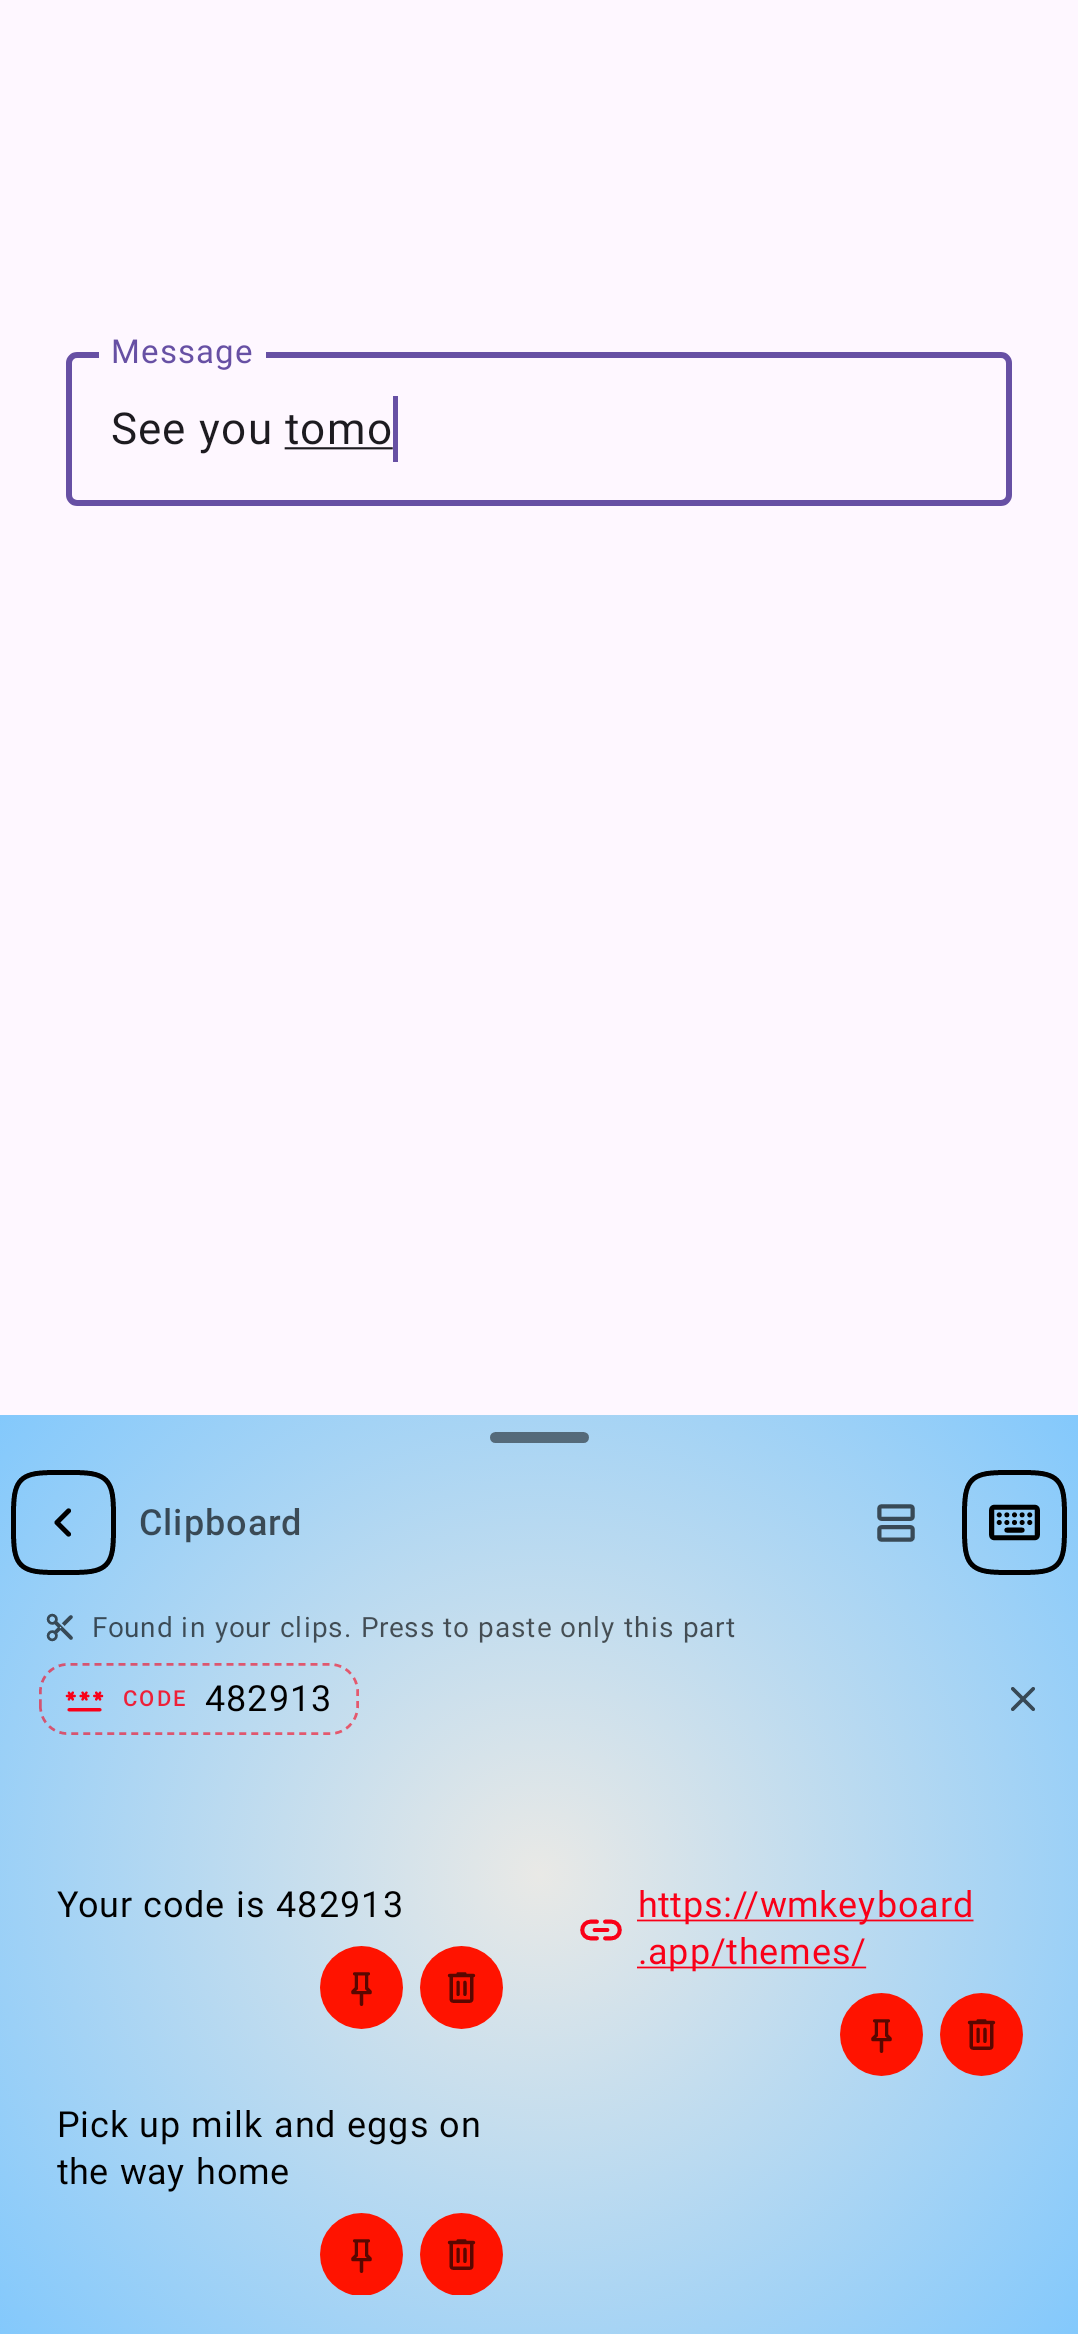 Message
See you tomo
Clipboard
Found in your clips. Press to paste only this part
CODE 482913
Your code is 482913
https://wmkeyboard
.app/themes/
Pick up milk and eggs on
the way home